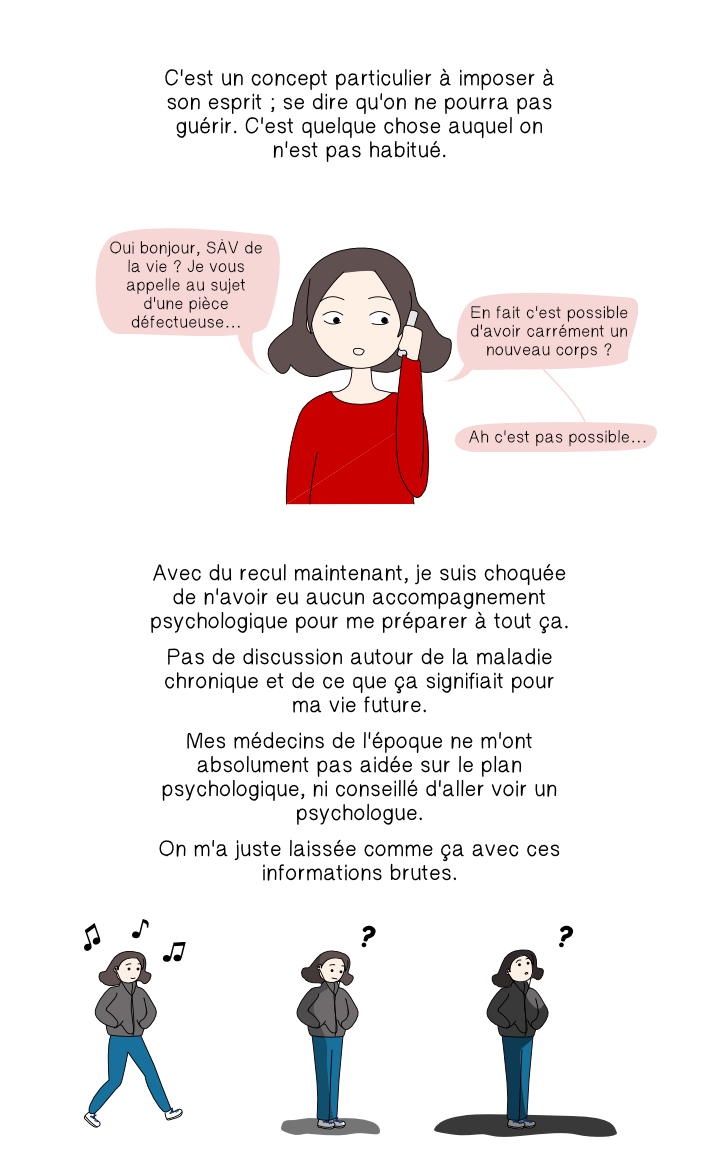 C'est un concept particulier à imposer à
son esprit ; se dire qu'on ne pourra pas
guérir. C'est quelque chose auquel on
n'est pas habitué.
Oui bonjour, SAV de
la vie ? Je vous
appelle au sujet
d'une pièce
défectueuse...
En fait c'est possible
d'avoir carrément un
nouveau corps ?
Ah c'est pas possible...
Avec du recul maintenant, je suis choquée
de n'avoir eu aucun accompagnement
psychologique pour me préparer à tout ça.
Pas de discussion autour de la maladie
chronique et de ce que ça signifiait pour
ma vie future.
Mes médecins de l'époque ne m'ont
absolument pas aidée sur le plan
psychologique, ni conseillé d'aller voir un
psychologue.
On m'a juste laissée comme ça avec ces
informations brutes.
?
?